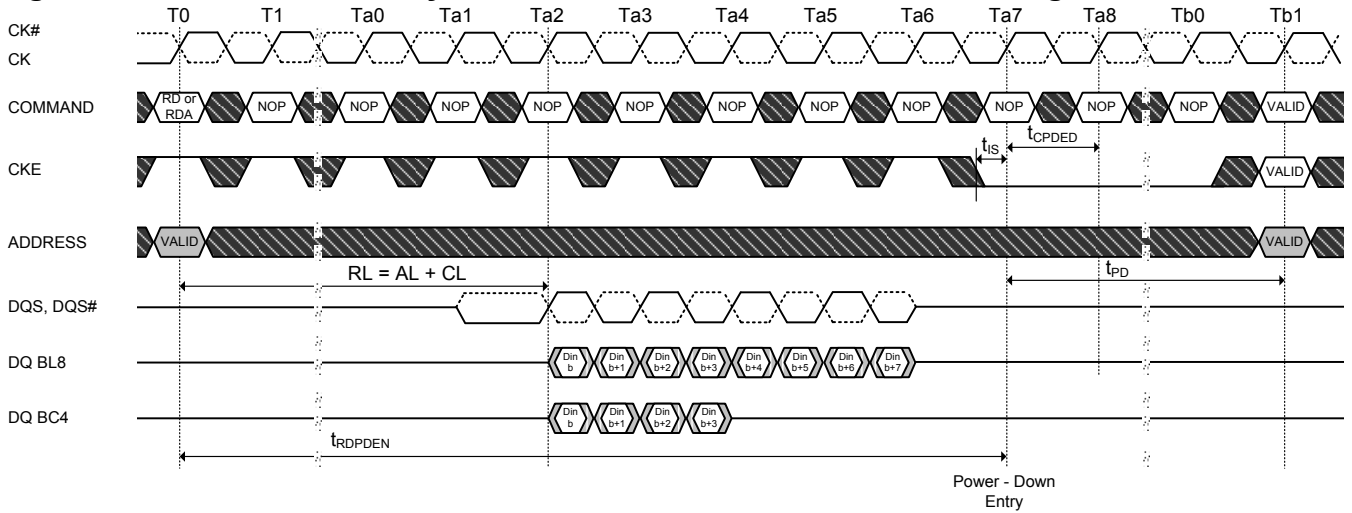 T0 T1 Ta0 Ta1 Ta2 Ta3 Ta4 Ta5 Ta6 Ta7 Ta8 Tb0 Tb1
CK#
CK
COMMAND RD or RDA NOP NOP NOP NOP NOP NOP NOP NOP NOP NOP NOP VALID
tIS tCPDED
CKE VALID
ADDRESS VALID VALID
RL = AL + CL tPD
DQS, DQS#
DQ BL8 Din b Din b+1 Din b+2 Din b+3 Din b+4 Din b+5 Din b+6 Din b+7
DQ BC4 Din b Din b+1 Din b+2 Din b+3
tRDPDEN
Power - Down
Entry